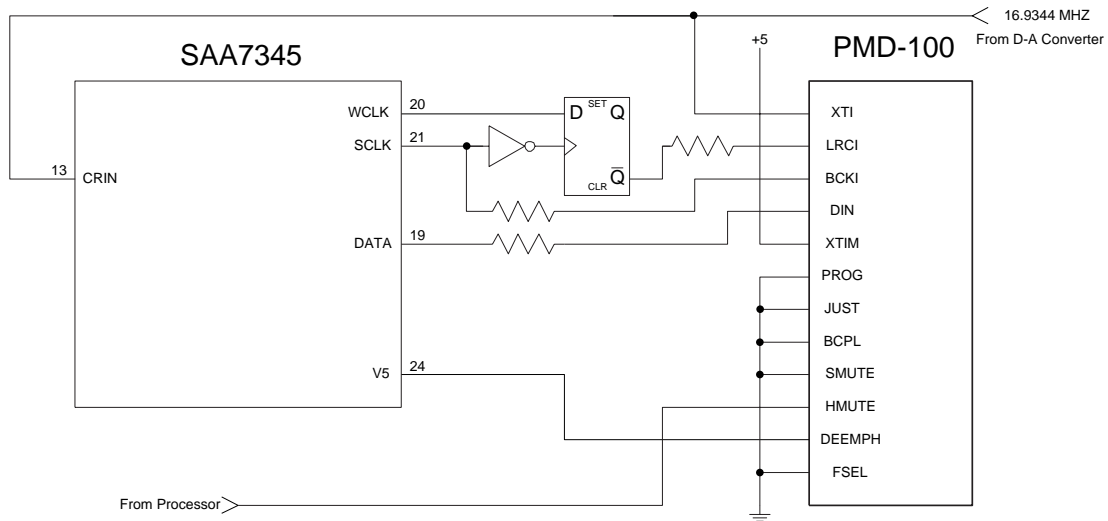 16.9344 MHZ
From D-A Converter
SAA7345
+5
PMD-100
WCLK
20
D
SET
Q
XTI
SCLK
21
LRCI
13
CRIN
CLR
Q̅
BCKI
DIN
DATA
19
XTIM
PROG
JUST
BCPL
V5
24
SMUTE
HMUTE
DEEMPH
FSEL
From Processor